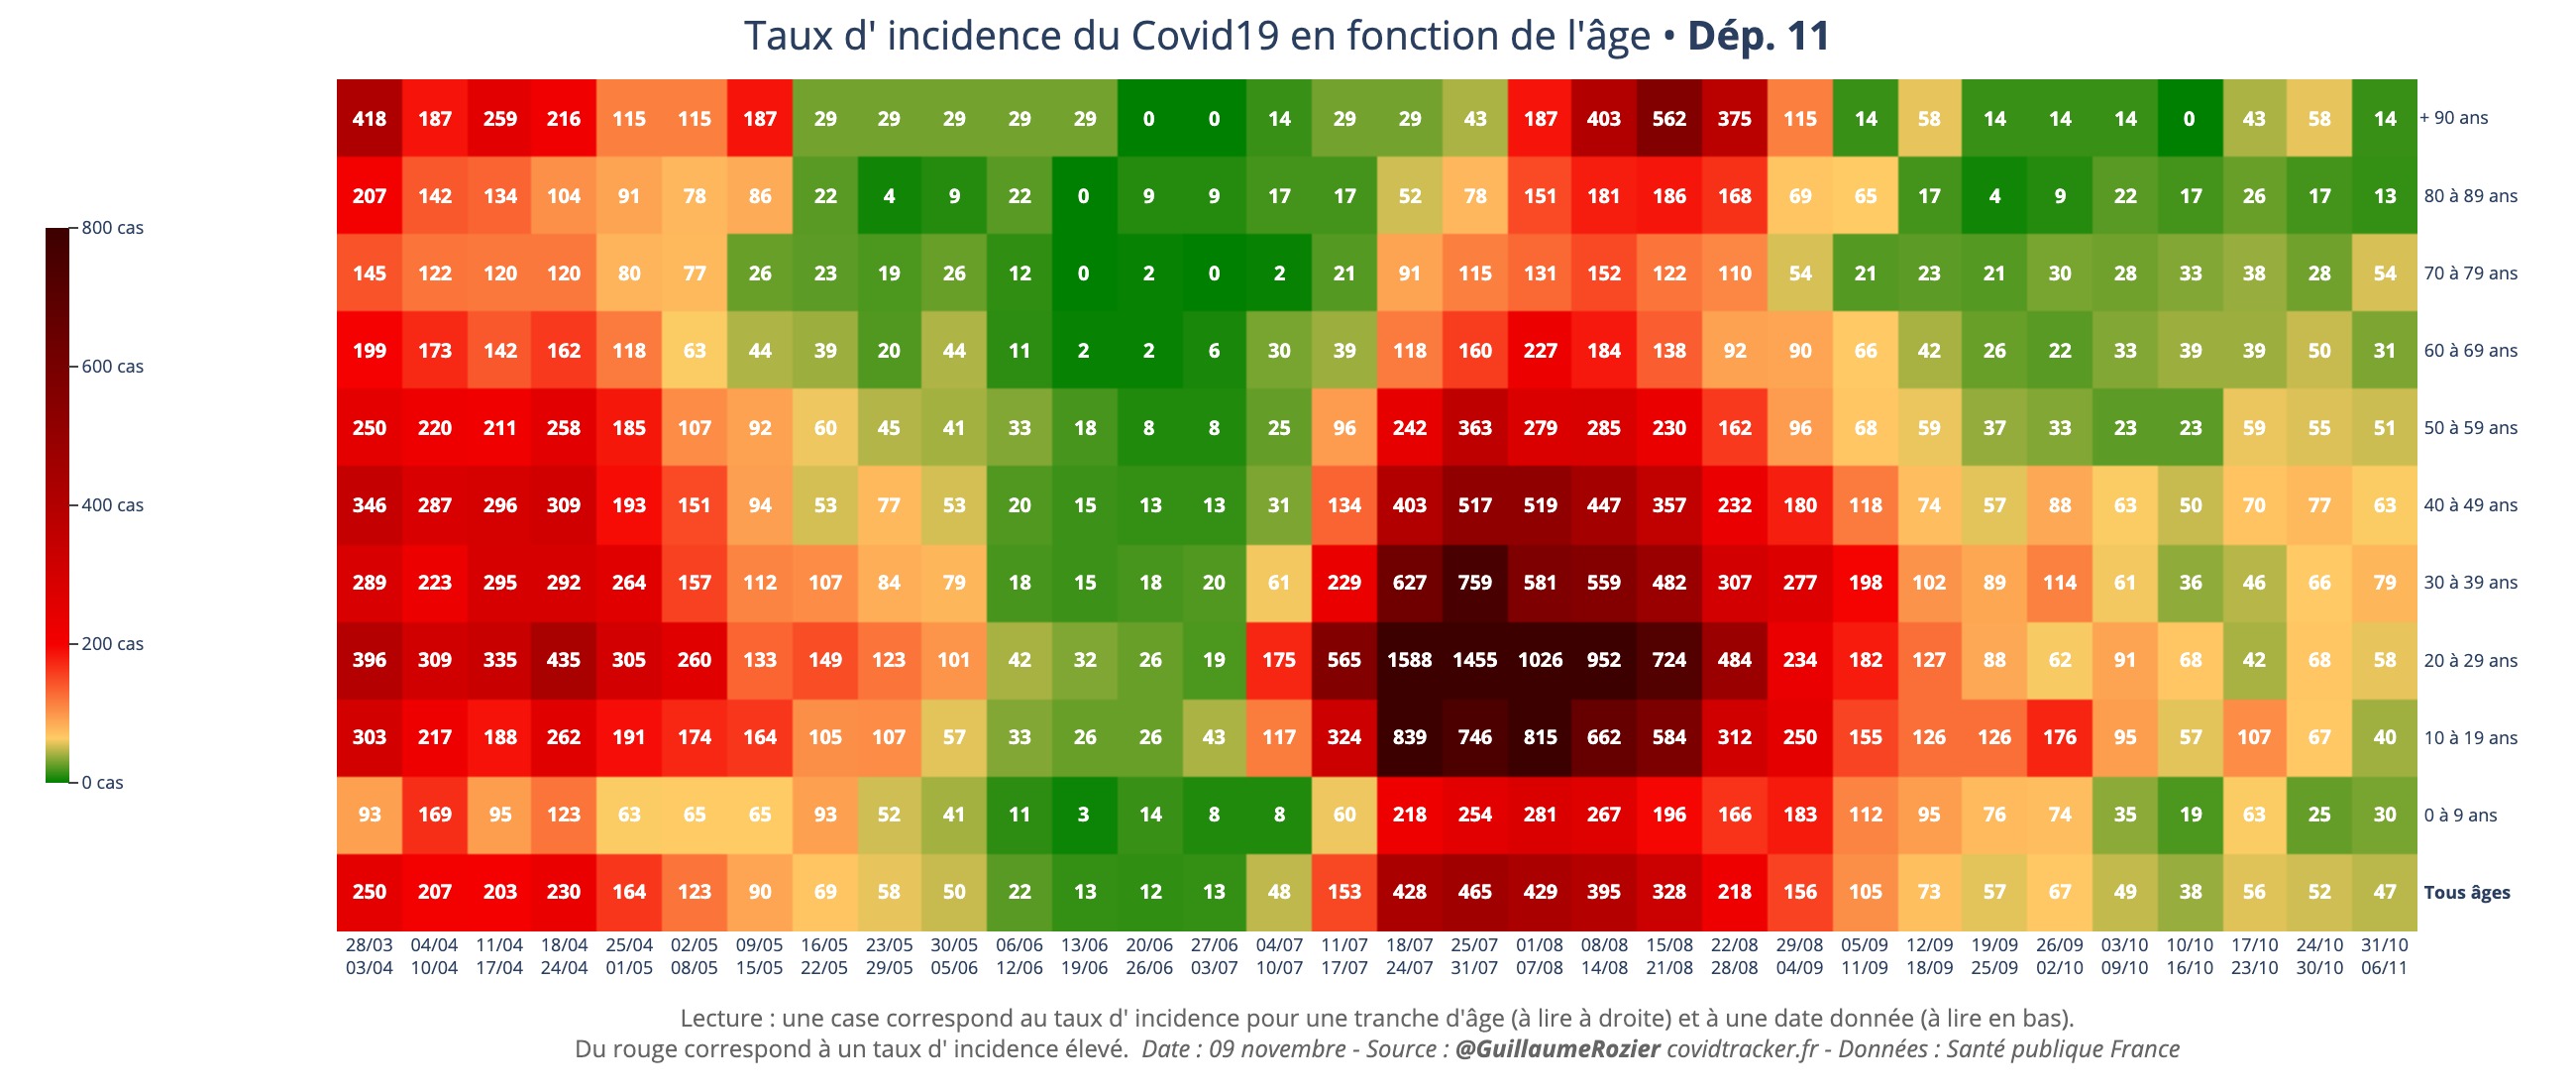 Taux d' incidence du Covid19 en fonction de l'âge • Dép. 11
418 187 259 216 115 115 187 29 29 29 29 29 0 0 14 29 29 43 187 403 562 375 115 14 58 14 14 14 0 43 58 14 + 90 ans
207 142 134 104 91 78 86 22 4 9 22 0 9 9 17 17 52 78 151 181 186 168 69 65 17 4 9 22 17 26 17 13 80 à 89 ans
800 cas
145 122 120 120 80 77 26 23 19 26 12 0 2 0 2 21 91 115 131 152 122 110 54 21 23 21 30 28 33 38 28 54 70 à 79 ans
199 173 142 162 118 63 44 39 20 44 11 2 2 6 30 39 118 160 227 184 138 92 90 66 42 26 22 33 39 39 50 31 60 à 69 ans
600 cas
250 220 211 258 185 107 92 60 45 41 33 18 8 8 25 96 242 363 279 285 230 162 96 68 59 37 33 23 23 59 55 51 50 à 59 ans
400 cas
346 287 296 309 193 151 94 53 77 53 20 15 13 13 31 134 403 517 519 447 357 232 180 118 74 57 88 63 50 70 77 63 40 à 49 ans
289 223 295 292 264 157 112 107 84 79 18 15 18 20 61 229 627 759 581 559 482 307 277 198 102 89 114 61 36 46 66 79 30 à 39 ans
200 cas
396 309 335 435 305 260 133 149 123 101 42 32 26 19 175 565 1588 1455 1026 952 724 484 234 182 127 88 62 91 68 42 68 58 20 à 29 ans
303 217 188 262 191 174 164 105 107 57 33 26 26 43 117 324 839 746 815 662 584 312 250 155 126 126 176 95 57 107 67 40 10 à 19 ans
0 cas
93 169 95 123 63 65 65 93 52 41 11 3 14 8 8 60 218 254 281 267 196 166 183 112 95 76 74 35 19 63 25 30 0 à 9 ans
250 207 203 230 164 123 90 69 58 50 22 13 12 13 48 153 428 465 429 395 328 218 156 105 73 57 67 49 38 56 52 47 Tous âges
28/03 04/04 11/04 18/04 25/04 02/05 09/05 16/05 23/05 30/05 06/06 13/06 20/06 27/06 04/07 11/07 18/07 25/07 01/08 08/08 15/08 22/08 29/08 05/09 12/09 19/09 26/09 03/10 10/10 17/10 24/10 31/10
03/04 10/04 17/04 24/04 01/05 08/05 15/05 22/05 29/05 05/06 12/06 19/06 26/06 03/07 10/07 17/07 24/07 31/07 07/08 14/08 21/08 28/08 04/09 11/09 18/09 25/09 02/10 09/10 16/10 23/10 30/10 06/11
Lecture : une case correspond au taux d' incidence pour une tranche d'âge (à lire à droite) et à une date donnée (à lire en bas).
Du rouge correspond à un taux d' incidence élevé. Date : 09 novembre - Source : @GuillaumeRozier covidtracker.fr - Données : Santé publique France